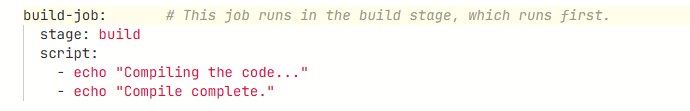 build-job:       # This job runs in the build stage, which runs first.
  stage: build
  script:
    - echo "Compiling the code..."
    - echo "Compile complete."